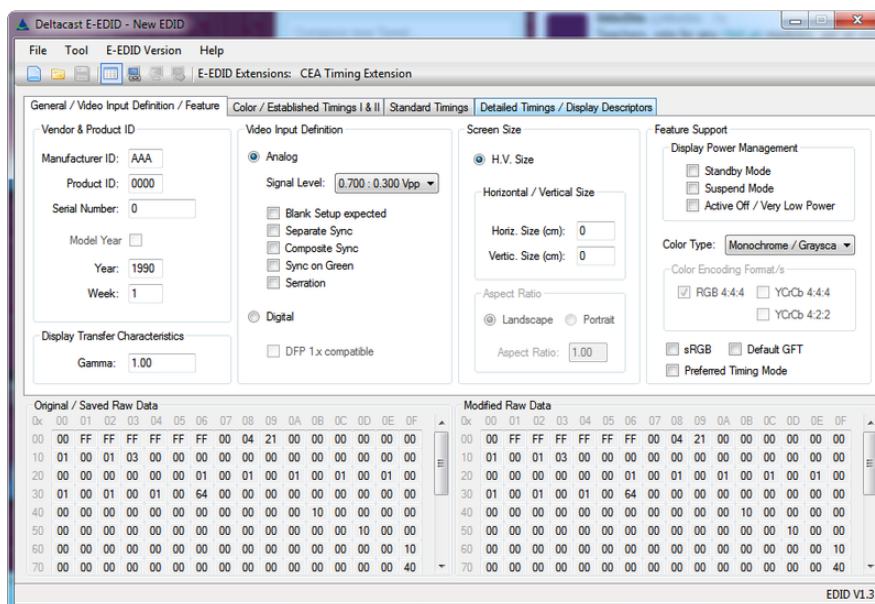 Deltacast E-EDID - New EDID
File Tool E-EDID Version Help
E-EDID Extensions: CEA Timing Extension
General / Video Input Definition / Feature Color / Established Timings I & II Standard Timings Detailed Timings / Display Descriptors
Vendor & Product ID
Manufacturer ID: AAA
Product ID: 0000
Serial Number: 0
Model Year
Year: 1990
Week: 1
Display Transfer Characteristics
Gamma: 1.00
Video Input Definition
Analog
Signal Level: 0.700 : 0.300 Vpp
Blank Setup expected
Separate Sync
Composite Sync
Sync on Green
Serration
Digital
DFP 1.x compatible
Screen Size
H.V. Size
Horizontal / Vertical Size
Horiz. Size (cm): 0
Vertic. Size (cm): 0
Aspect Ratio
Landscape Portrait
Aspect Ratio: 1.00
Feature Support
Display Power Management
Standby Mode
Suspend Mode
Active Off / Very Low Power
Color Type: Monochrome / Graysca
Color Encoding Format/s
RGB 4:4:4 YCrCb 4:4:4
YCrCb 4:2:2
sRGB Default GFT
Preferred Timing Mode
Original / Saved Raw Data
0x 00 01 02 03 04 05 06 07 08 09 0A 0B 0C 0D 0E 0F
00 00 FF FF FF FF FF FF 00 04 21 00 00 00 00 00 00
10 01 00 01 03 00 00 00 00 00 00 00 00 00 00 00 00
20 00 00 00 00 00 00 01 00 01 00 01 00 01 00 01 00
30 01 00 01 00 01 00 64 00 00 00 00 00 00 00 00 00
40 00 00 00 00 00 00 00 00 00 00 00 10 00 00 00 00
50 00 00 00 00 00 00 00 00 00 00 00 00 00 10 00 00
60 00 00 00 00 00 00 00 00 00 00 00 00 00 00 00 10
70 00 00 00 00 00 00 00 00 00 00 00 00 00 00 00 40
Modified Raw Data
0x 00 01 02 03 04 05 06 07 08 09 0A 0B 0C 0D 0E 0F
00 00 FF FF FF FF FF FF 00 04 21 00 00 00 00 00 00
10 01 00 01 03 00 00 00 00 00 00 00 00 00 00 00 00
20 00 00 00 00 00 00 01 00 01 00 01 00 01 00 01 00
30 01 00 01 00 01 00 64 00 00 00 00 00 00 00 00 00
40 00 00 00 00 00 00 00 00 00 00 00 10 00 00 00 00
50 00 00 00 00 00 00 00 00 00 00 00 00 00 10 00 00
60 00 00 00 00 00 00 00 00 00 00 00 00 00 00 00 10
70 00 00 00 00 00 00 00 00 00 00 00 00 00 00 00 40
EDID V1.3